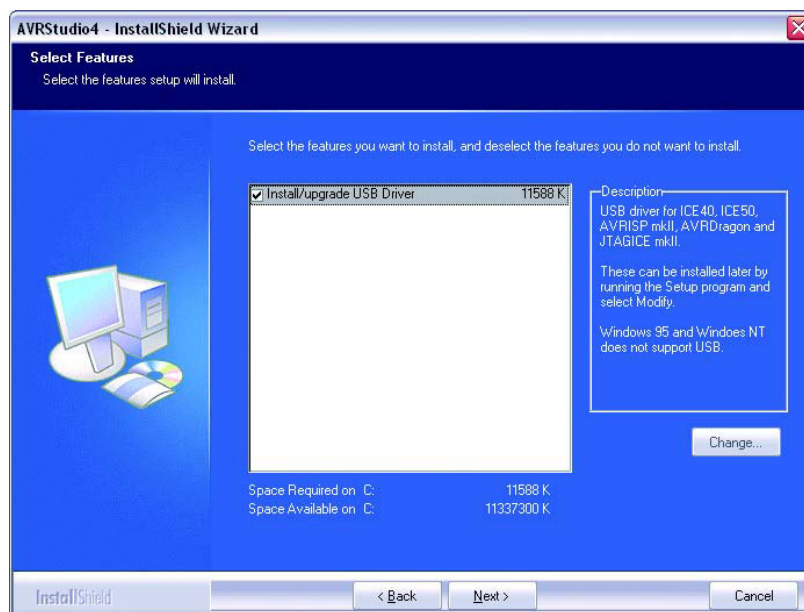 AVRStudio4 - InstallShield Wizard
Select Features
Select the features setup will install.
Select the features you want to install, and deselect the features you do not want to install.
Install/upgrade USB Driver 11588 K
Description
USB driver for ICE40, ICE50,
AVRISP mkII, AVRDragon and
JTAGICE mkII.
These can be installed later by
running the Setup program and
select Modify.
Windows 95 and Windoes NT
does not support USB.
Change...
Space Required on C: 11588 K
Space Available on C: 11337300 K
InstallShield
< Back
Next >
Cancel